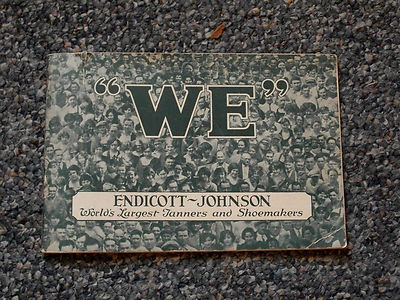 "WE"
ENDICOTT~JOHNSON
World's Largest Tanners and Shoemakers